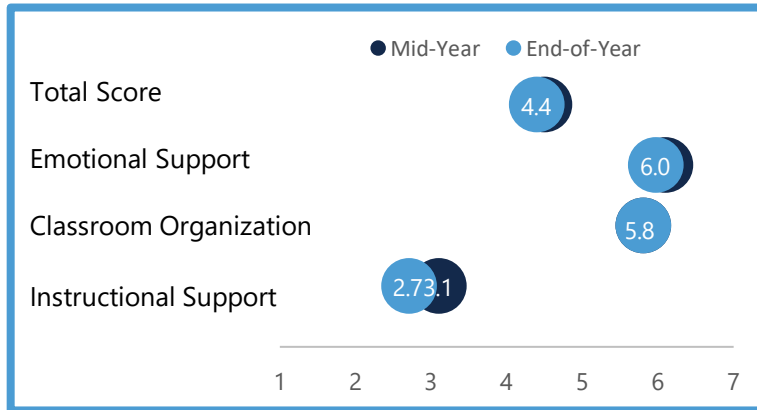 Mid-Year End-of-Year
Total Score 4.4
Emotional Support 6.0
Classroom Organization 5.8
Instructional Support 2.7 3.1
1 2 3 4 5 6 7